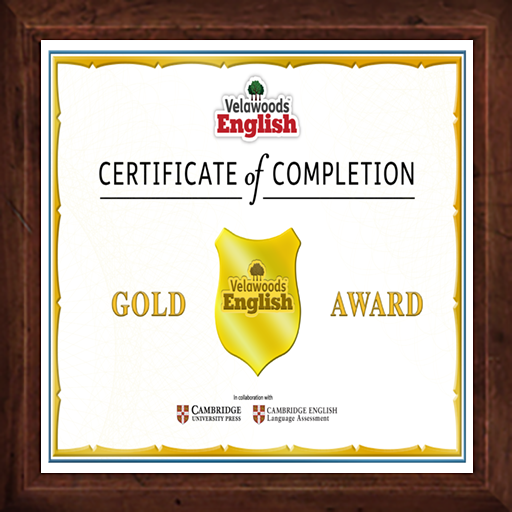 Velawoods
English
CERTIFICATE of COMPLETION
Velawoods
English
GOLD AWARD
In collaboration with
CAMBRIDGE
UNIVERSITY PRESS
CAMBRIDGE ENGLISH
Language Assessment